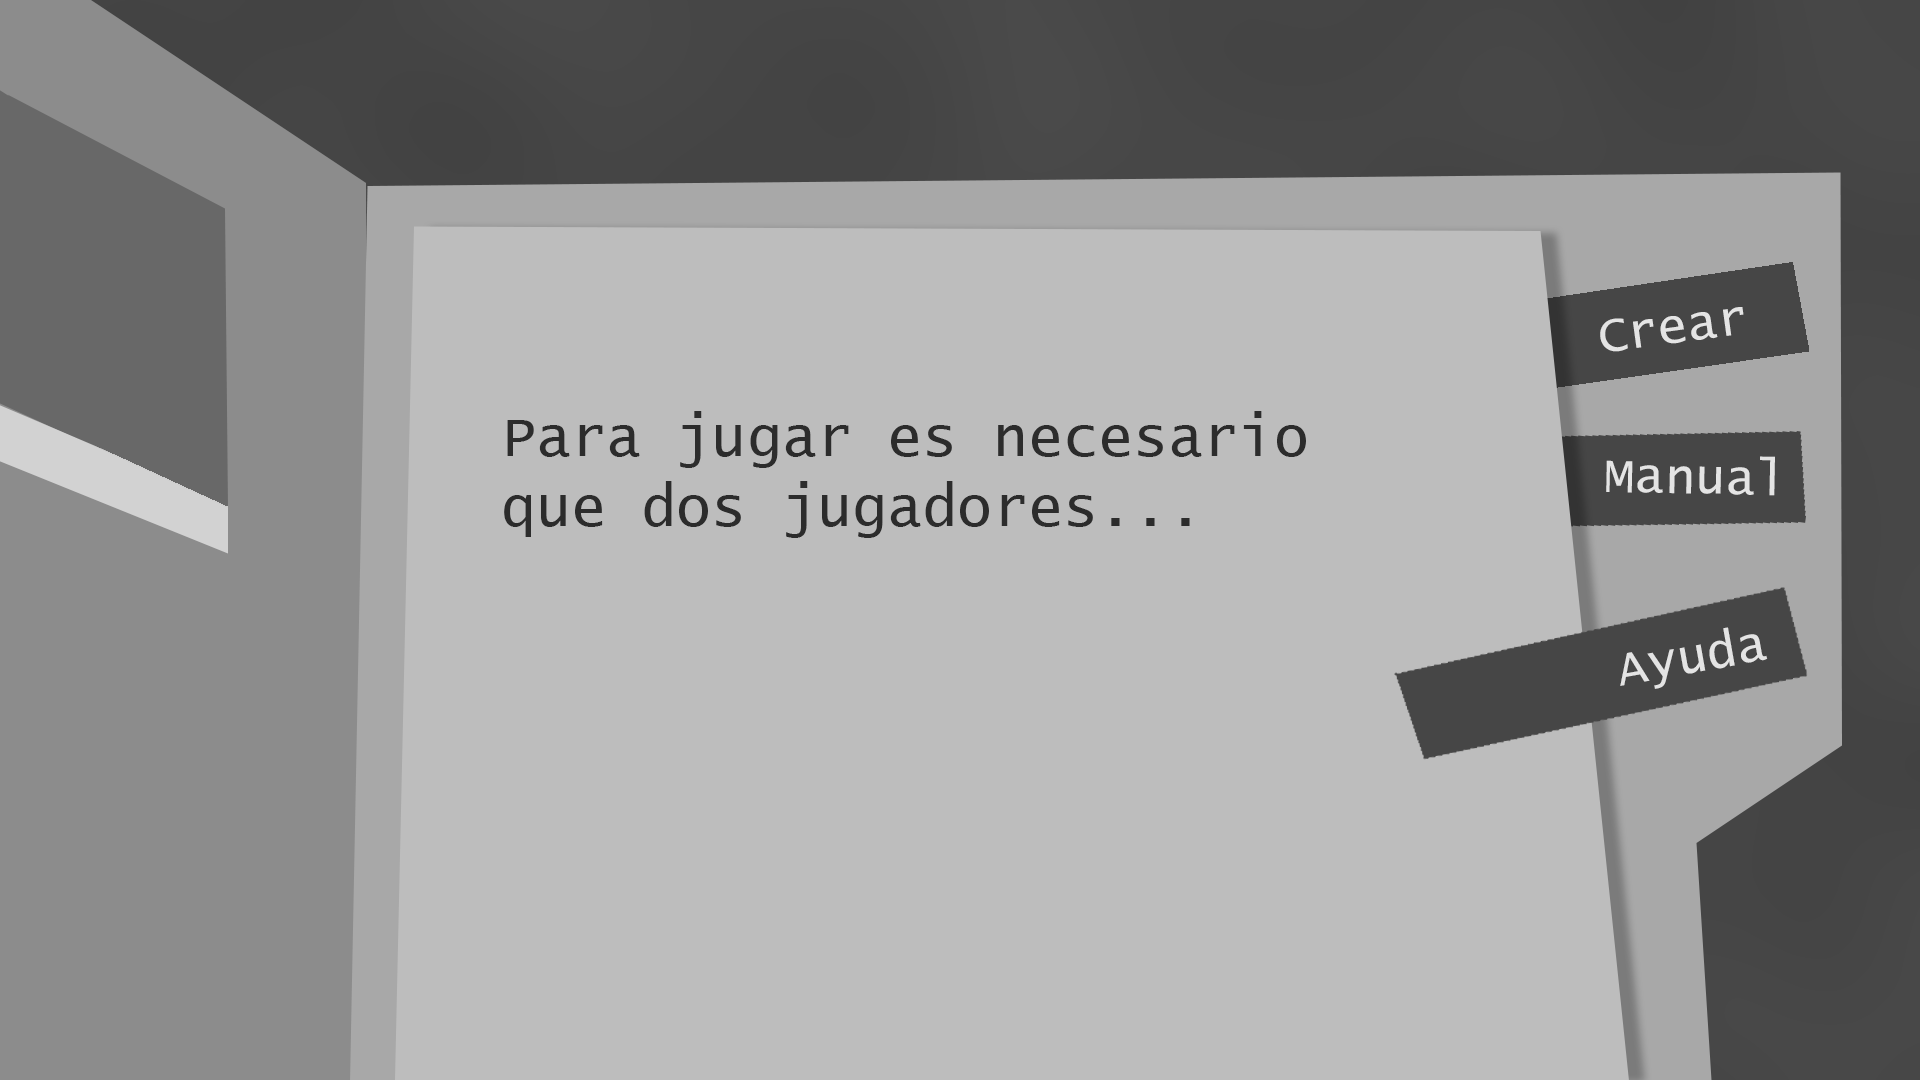 Para jugar es necesario
que dos jugadores...
Crear
Manual
Ayuda